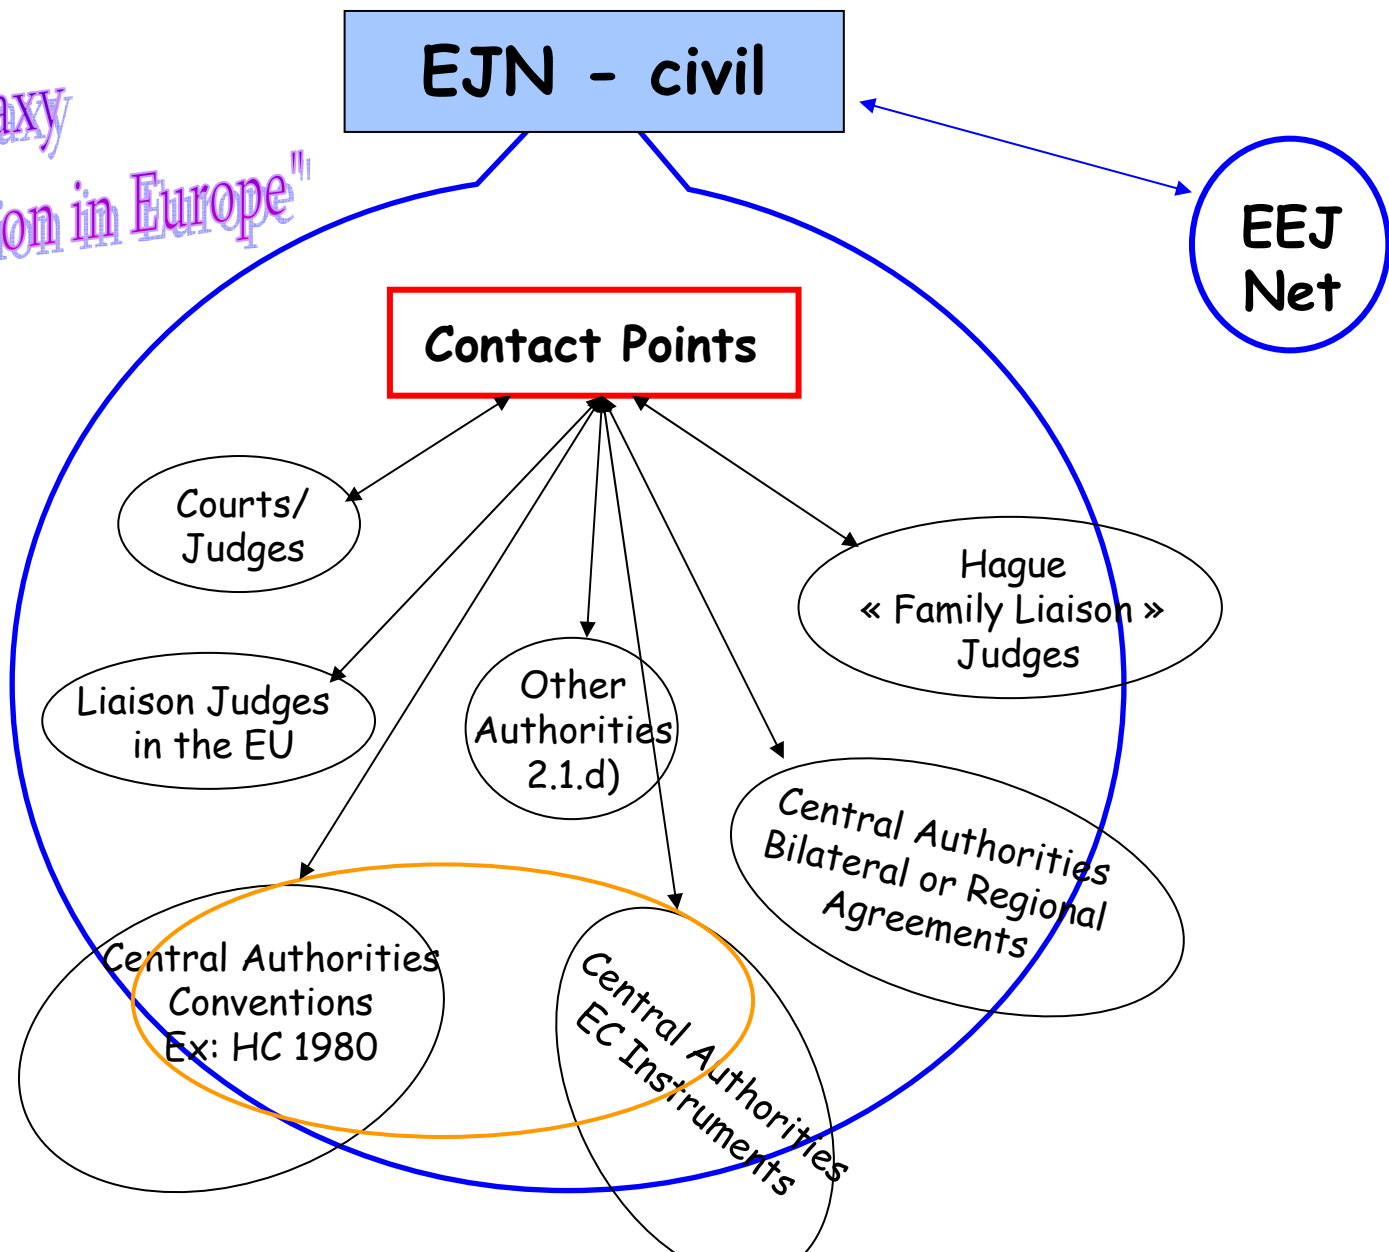 EJN - civil
in Europe"
EEJ
Net
Contact Points
Courts/
Judges
Hague
« Family Liaison »
Judges
Liaison Judges
in the EU
Other
Authorities
2.1.d)
Central Authorities
Bilateral or Regional
Agreements
Central Authorities
Conventions
Ex: HC 1980
Central Authorities
EC Instruments